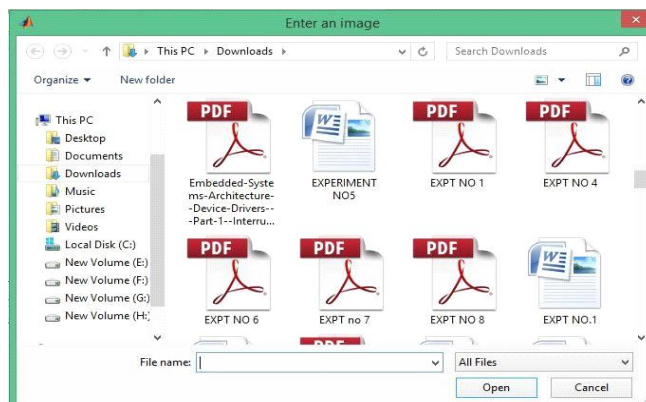 Enter an image
This PC
Downloads
Search Downloads
Organize
New folder
This PC
Desktop
Documents
Downloads
Music
Pictures
Videos
Local Disk (C:)
New Volume (E:)
New Volume (F:)
New Volume (G:)
New Volume (H:)
PDF
Embedded-Syste
ms-Architecture-
-Device-Drivers--
-Part-1--Interru...
W
EXPERIMENT
NO5
PDF
EXPT NO 1
PDF
EXPT NO 4
PDF
EXPT NO 6
PDF
EXPT no 7
PDF
EXPT NO 8
W
EXPT NO.1
PDF
File name:
All Files
Open
Cancel